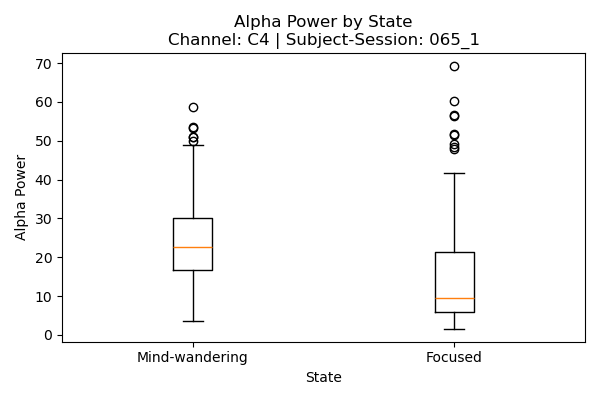 Alpha Power by State
Channel: C4 | Subject-Session: 065_1
70
60
50
40
30
20
10
0
Alpha Power
Mind-wandering
Focused
State